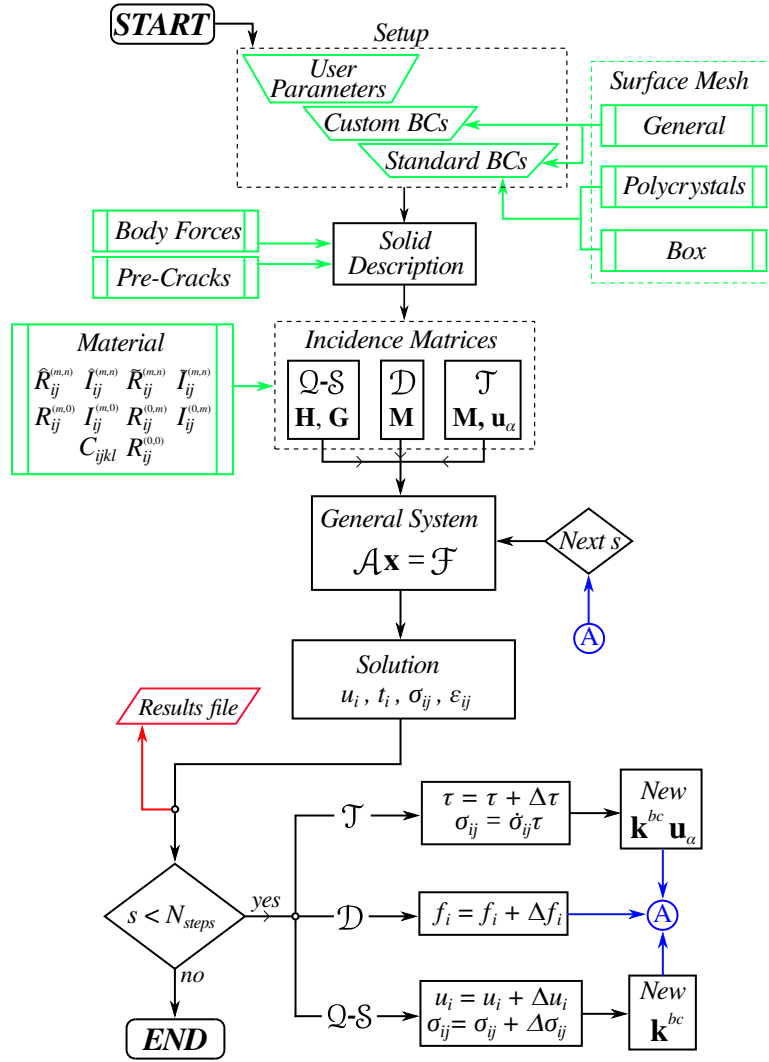 START
Setup
User
Parameters
Custom BCs
Standard BCs
Surface Mesh
General
Polycrystals
Box
Body Forces
Pre-Cracks
Solid
Description
Material
R̂ij(m,n) Îij(m,n) R̃ij(m,n) Ĩij(m,n)
Rij(m,0) Iij(m,0) Rij(0,m) Iij(0,m)
Cijkl Rij(0,0)
Incidence Matrices
Q-S
H, G
D
M
T
M, uα
General System
Ax = F
Next s
A
Solution
ui , ti , σij , εij
Results file
s < Nsteps
yes
no
END
T
τ = τ + Δτ
σij = σ̇ijτ
New
k^bc uα
D
fi = fi + Δfi
A
Q-S
ui = ui + Δui
σij= σij + Δσij
New
k^bc